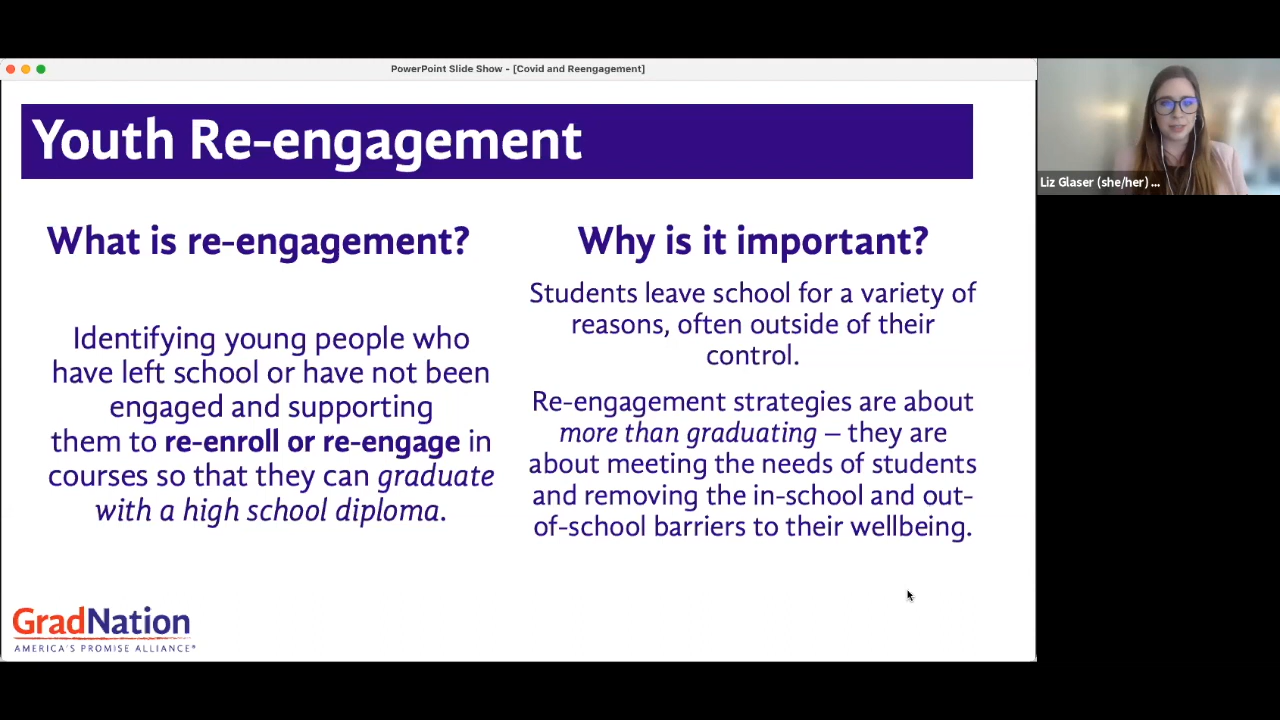 PowerPoint Slide Show - [Covid and Reengagement]
Youth Re-engagement
What is re-engagement?
Identifying young people who
have left school or have not been
engaged and supporting
them to re-enroll or re-engage in
courses so that they can graduate
with a high school diploma.
Why is it important?
Students leave school for a variety of
reasons, often outside of their
control.
Re-engagement strategies are about
more than graduating – they are
about meeting the needs of students
and removing the in-school and out-
of-school barriers to their wellbeing.
GradNation
AMERICA'S PROMISE ALLIANCE®
Liz Glaser (she/her) ...